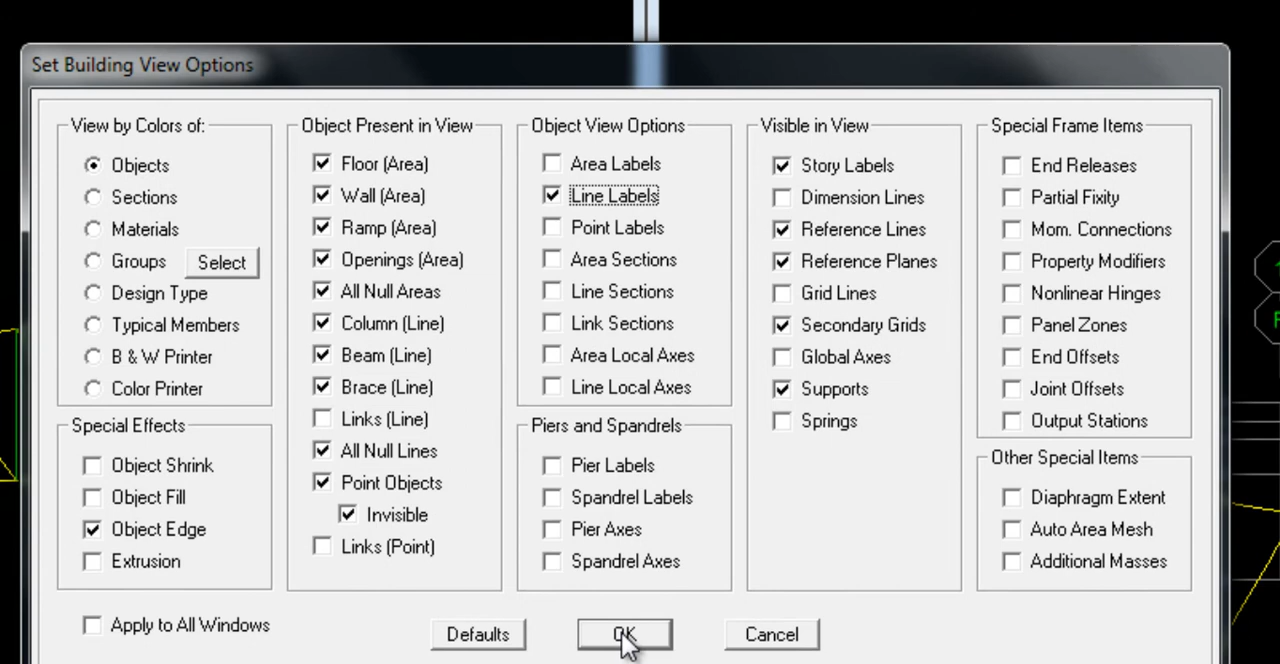 Set Building View Options
View by Colors of:
Objects
Sections
Materials
Groups
Select
Design Type
Typical Members
B & W Printer
Color Printer
Special Effects
Object Shrink
Object Fill
Object Edge
Extrusion
Apply to All Windows
Object Present in View
Floor (Area)
Wall (Area)
Ramp (Area)
Openings (Area)
All Null Areas
Column (Line)
Beam (Line)
Brace (Line)
Links (Line)
All Null Lines
Point Objects
Invisible
Links (Point)
Object View Options
Area Labels
Line Labels
Point Labels
Area Sections
Line Sections
Link Sections
Area Local Axes
Line Local Axes
Piers and Spandrels
Pier Labels
Spandrel Labels
Pier Axes
Spandrel Axes
Visible in View
Story Labels
Dimension Lines
Reference Lines
Reference Planes
Grid Lines
Secondary Grids
Global Axes
Supports
Springs
Special Frame Items
End Releases
Partial Fixity
Mom. Connections
Property Modifiers
Nonlinear Hinges
Panel Zones
End Offsets
Joint Offsets
Output Stations
Other Special Items
Diaphragm Extent
Auto Area Mesh
Additional Masses
Defaults
OK
Cancel